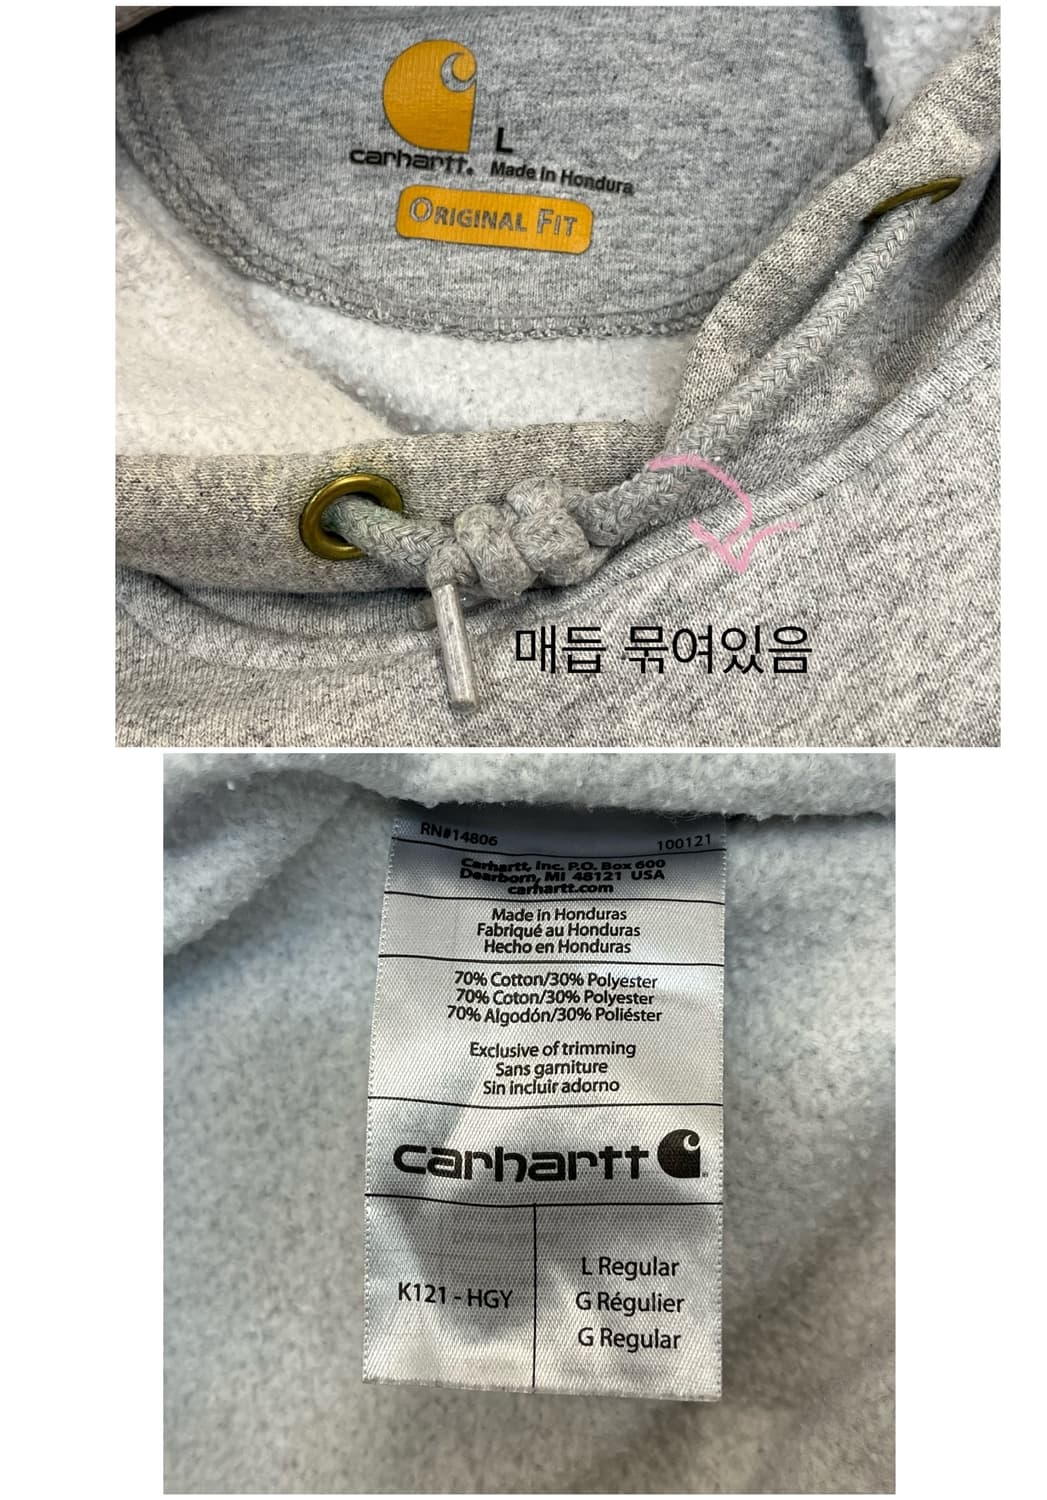 L
carhartt. Made in Hondura
ORIGINAL FIT
매듭 묶여있음
RN#14806 100121
Carhartt, Inc. P.O. Box 600
Dearborn, MI 48121 USA
carhartt.com
Made in Honduras
Fabriqué au Honduras
Hecho en Honduras
70% Cotton/30% Polyester
70% Coton/30% Polyester
70% Algodón/30% Poliéster
Exclusive of trimming
Sans garniture
Sin incluir adorno
carhartt
K121 - HGY
L Regular
G Régulier
G Regular